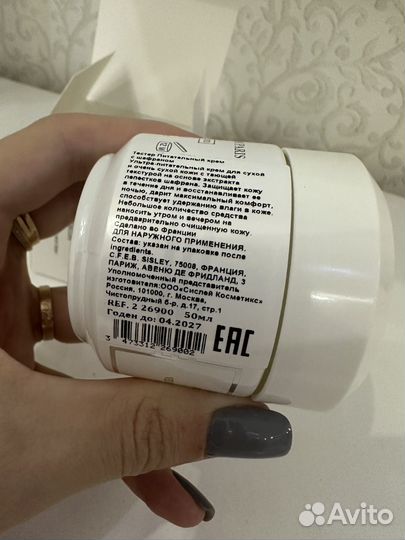 PARIS
Тестер Питательный крем
с шафраном
Ультра-питательный крем для сухой
и очень сухой кожи с тающей
текстурой на основе экстракта
лепестков шафрана. Защищает кожу
в течение дня и восстанавливает ее
ночью, дарит максимальный комфорт,
способствует удержанию влаги в коже.
Небольшое количество средства
наносить утром и вечером на
предварительно очищенную кожу.
Сделано во Франции
ДЛЯ НАРУЖНОГО ПРИМЕНЕНИЯ.
Состав: указан на упаковке после
ingredients.
C.F.E.B. SISLEY, 75008, ФРАНЦИЯ,
ПАРИЖ, АВЕНЮ ДЕ ФРИДЛАНД, 3
Уполномоченный представитель
изготовителя:ООО«Сислей Косметикс»
Россия, 101000, г. Москва,
Чистопрудный б-р, д.17, стр.1
REF. 2 26900 50мл
Годен до: 04.2027
EAC
3 473312 269002
Avito